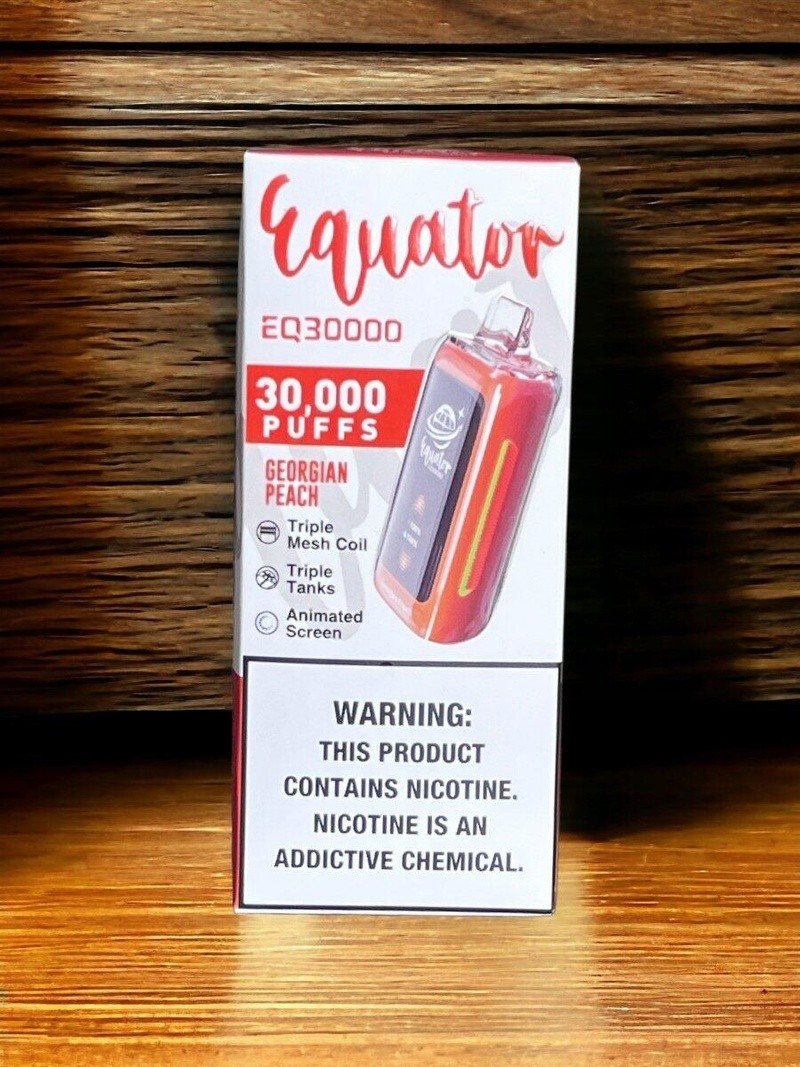 Equator
EQ30000
30,000
PUFFS
GEORGIAN
PEACH
Triple
Mesh Coil
Triple
Tanks
Animated
Screen
Equator
WARNING:
THIS PRODUCT
CONTAINS NICOTINE.
NICOTINE IS AN
ADDICTIVE CHEMICAL.